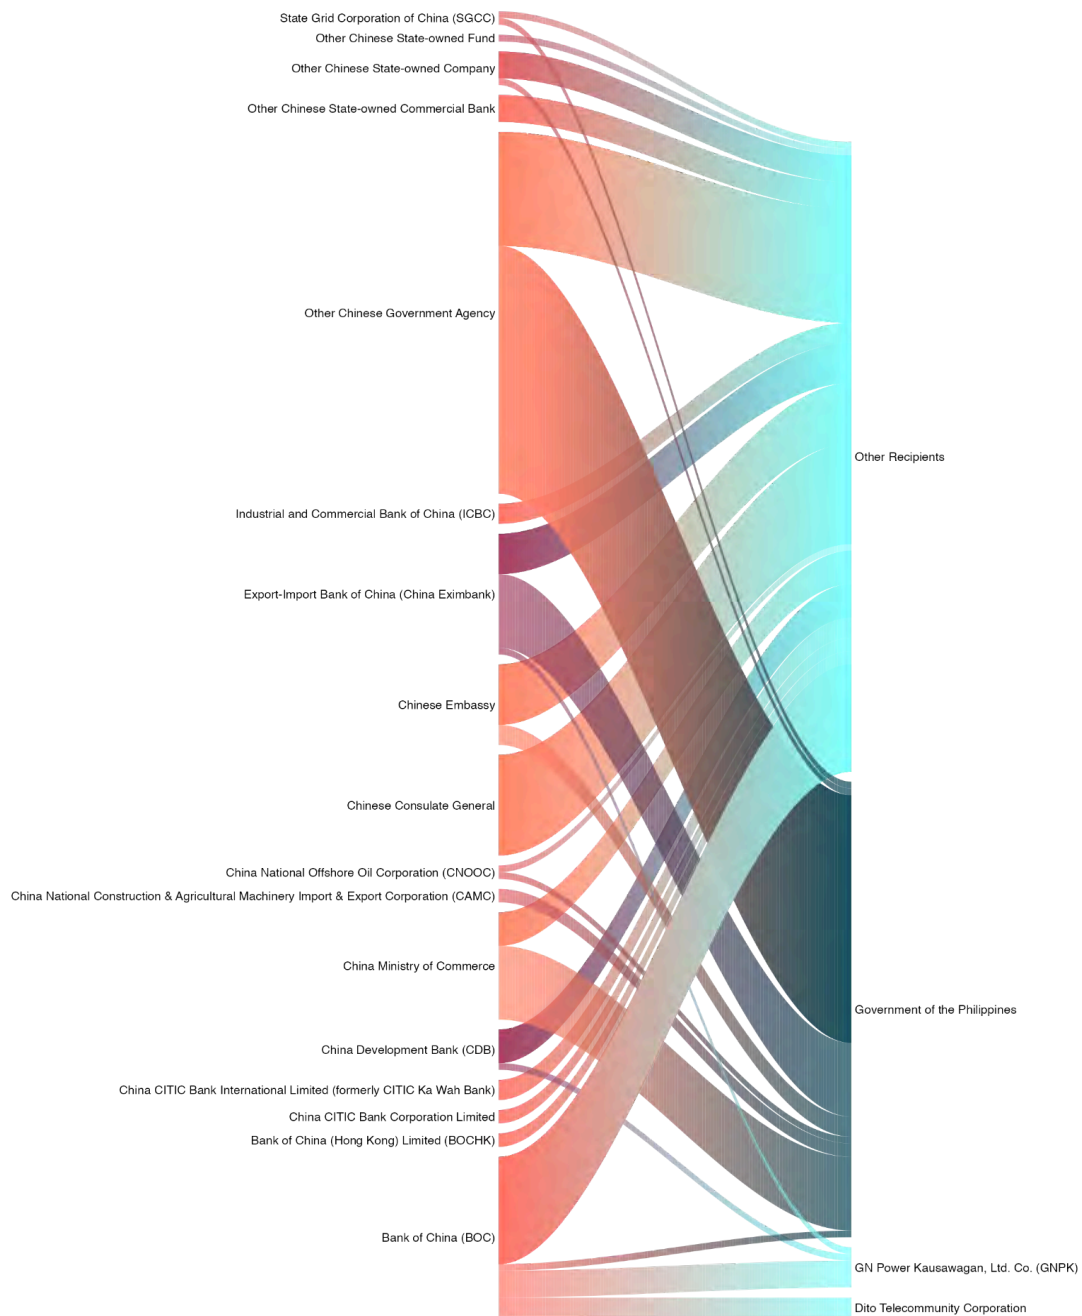 State Grid Corporation of China (SGCC)
Other Chinese State-owned Fund
Other Chinese State-owned Company
Other Chinese State-owned Commercial Bank
Other Chinese Government Agency
Other Recipients
Industrial and Commercial Bank of China (ICBC)
Export-Import Bank of China (China Eximbank)
Chinese Embassy
Chinese Consulate General
China National Offshore Oil Corporation (CNOOC)
China National Construction & Agricultural Machinery Import & Export Corporation (CAMC)
China Ministry of Commerce
Government of the Philippines
China Development Bank (CDB)
China CITIC Bank International Limited (formerly CITIC Ka Wah Bank)
China CITIC Bank Corporation Limited
Bank of China (Hong Kong) Limited (BOCHK)
Bank of China (BOC)
GN Power Kausawagan, Ltd. Co. (GNPK)
Dito Telecommunity Corporation